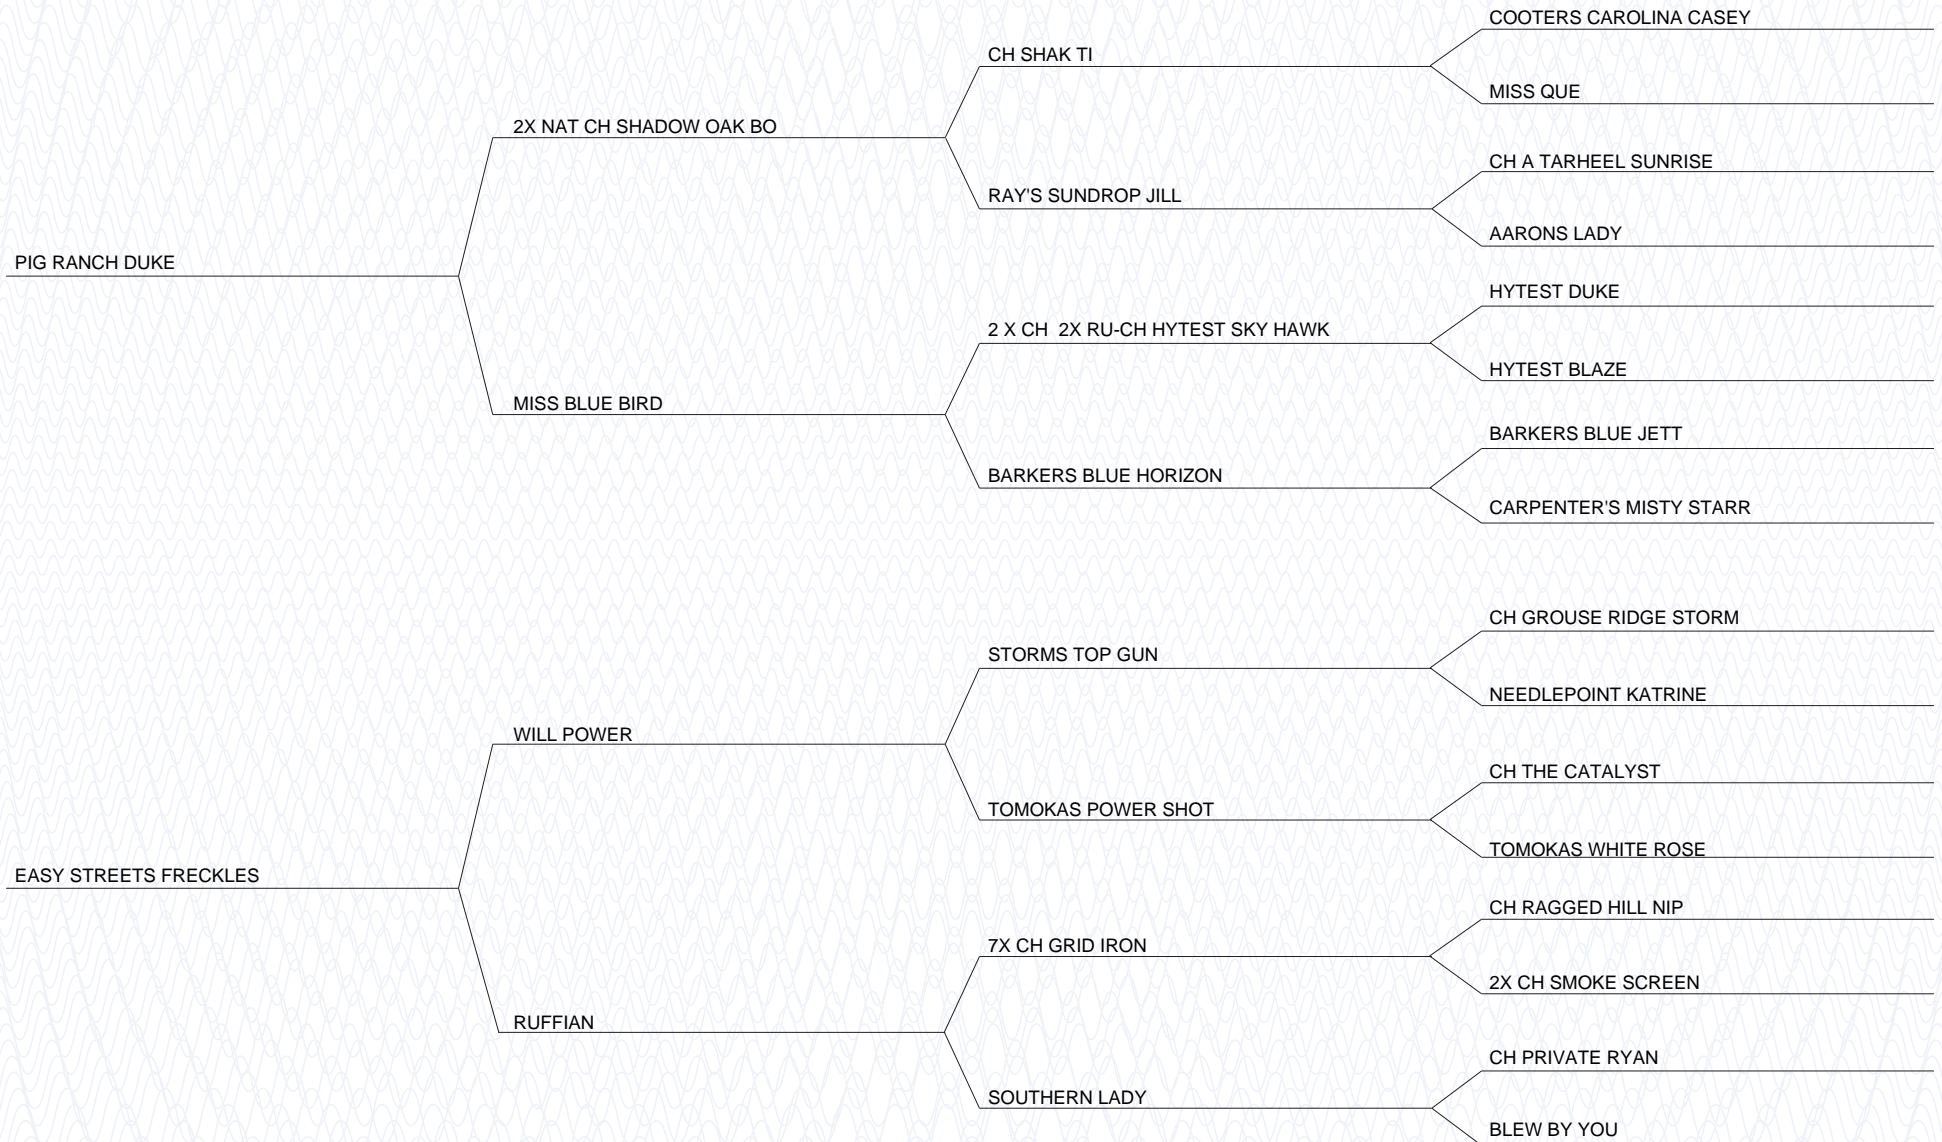 COOTERS CAROLINA CASEY
CH SHAK TI
MISS QUE
2X NAT CH SHADOW OAK BO
CH A TARHEEL SUNRISE
RAY'S SUNDROP JILL
AARONS LADY
PIG RANCH DUKE
HYTEST DUKE
2 X CH  2X RU-CH HYTEST SKY HAWK
HYTEST BLAZE
MISS BLUE BIRD
BARKERS BLUE JETT
BARKERS BLUE HORIZON
CARPENTER'S MISTY STARR
CH GROUSE RIDGE STORM
STORMS TOP GUN
NEEDLEPOINT KATRINE
WILL POWER
CH THE CATALYST
TOMOKAS POWER SHOT
TOMOKAS WHITE ROSE
EASY STREETS FRECKLES
CH RAGGED HILL NIP
7X CH GRID IRON
2X CH SMOKE SCREEN
RUFFIAN
CH PRIVATE RYAN
SOUTHERN LADY
BLEW BY YOU